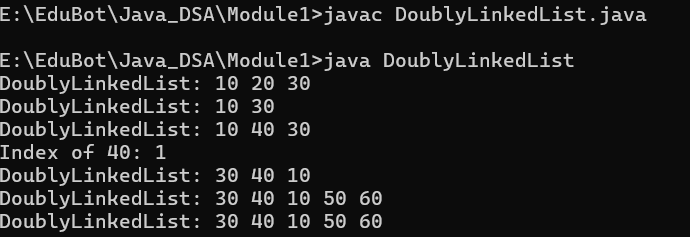 E:\EduBot\Java_DSA\Module1>javac DoublyLinkedList.java
E:\EduBot\Java_DSA\Module1>java DoublyLinkedList
DoublyLinkedList: 10 20 30
DoublyLinkedList: 10 30
DoublyLinkedList: 10 40 30
Index of 40: 1
DoublyLinkedList: 30 40 10
DoublyLinkedList: 30 40 10 50 60
DoublyLinkedList: 30 40 10 50 60